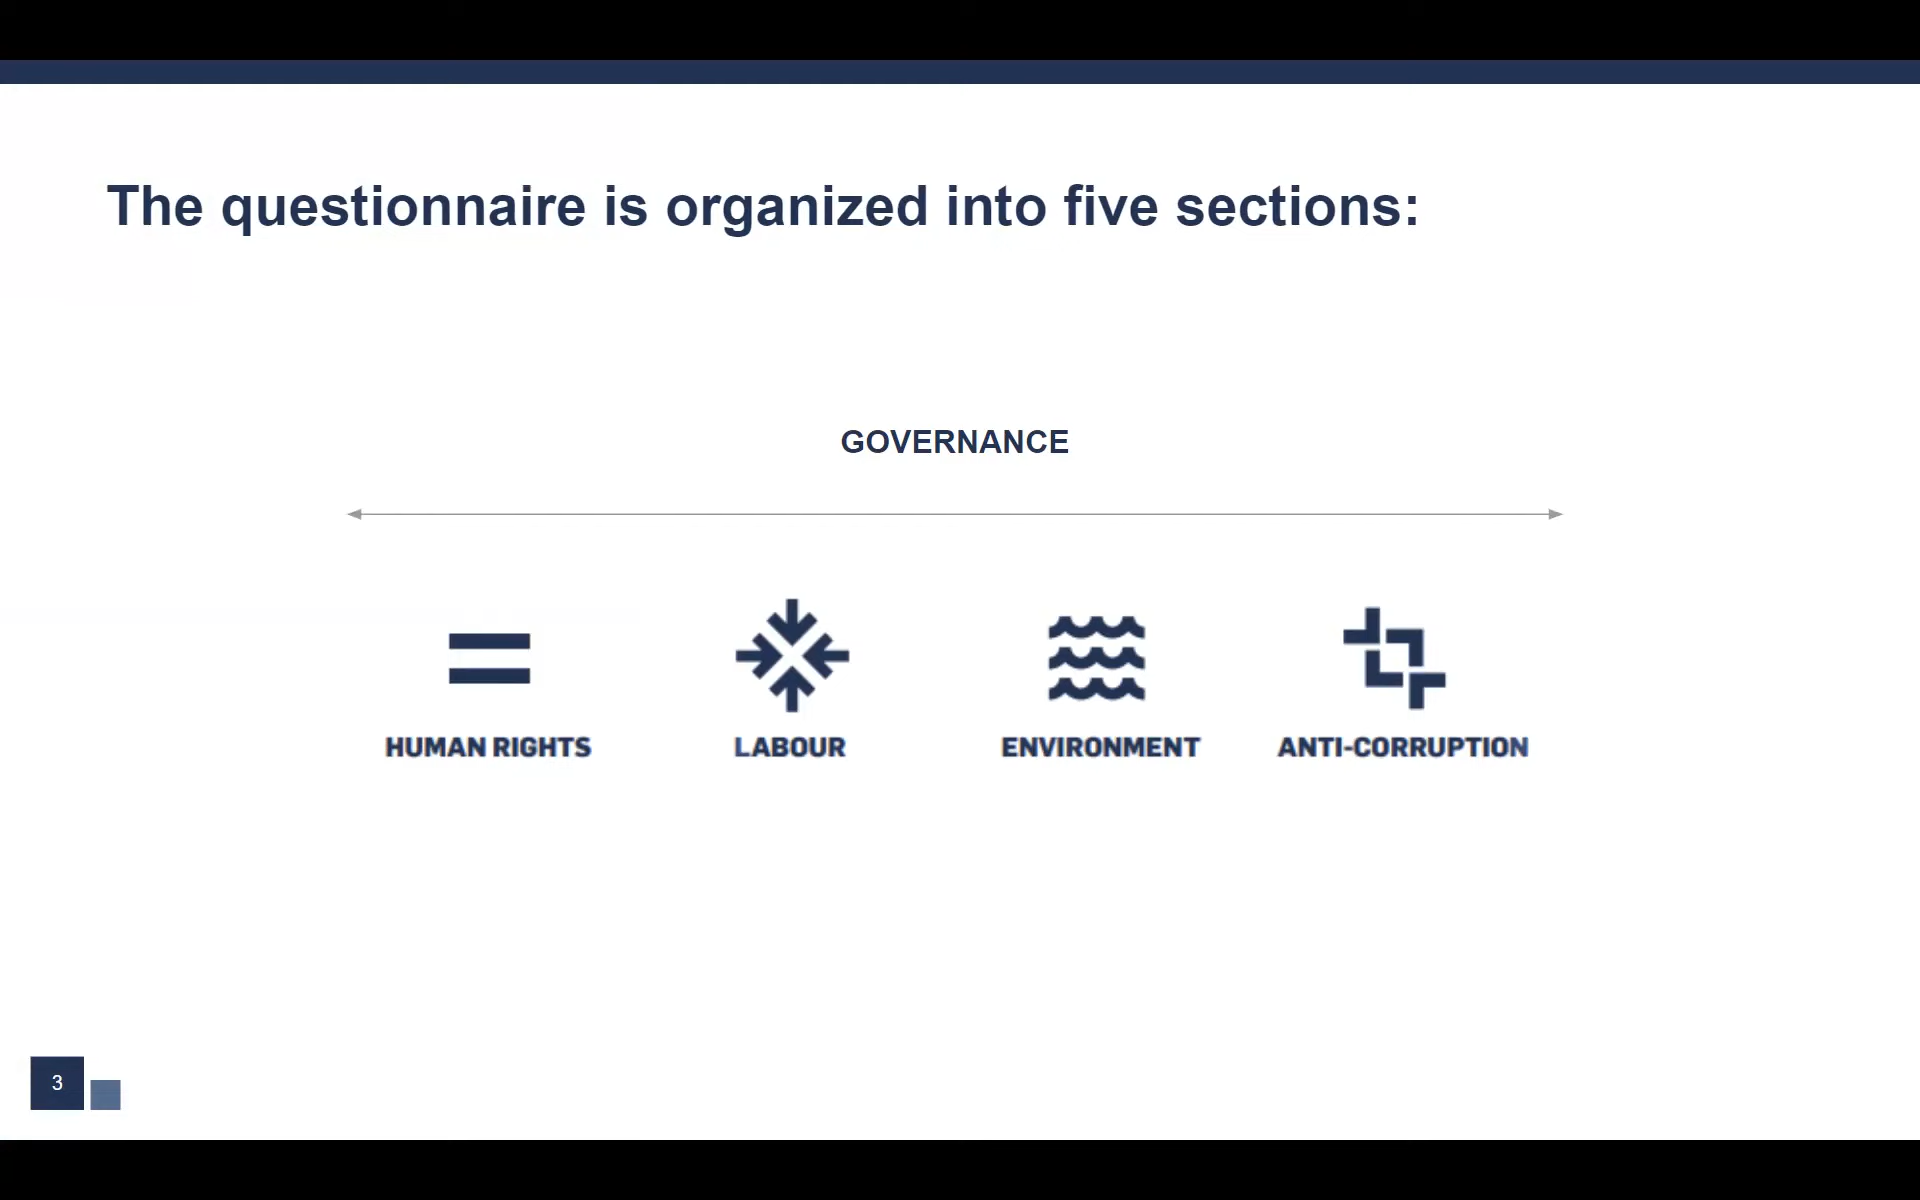 The questionnaire is organized into five sections:
GOVERNANCE
HUMAN RIGHTS
LABOUR
ENVIRONMENT
ANTI-CORRUPTION
3